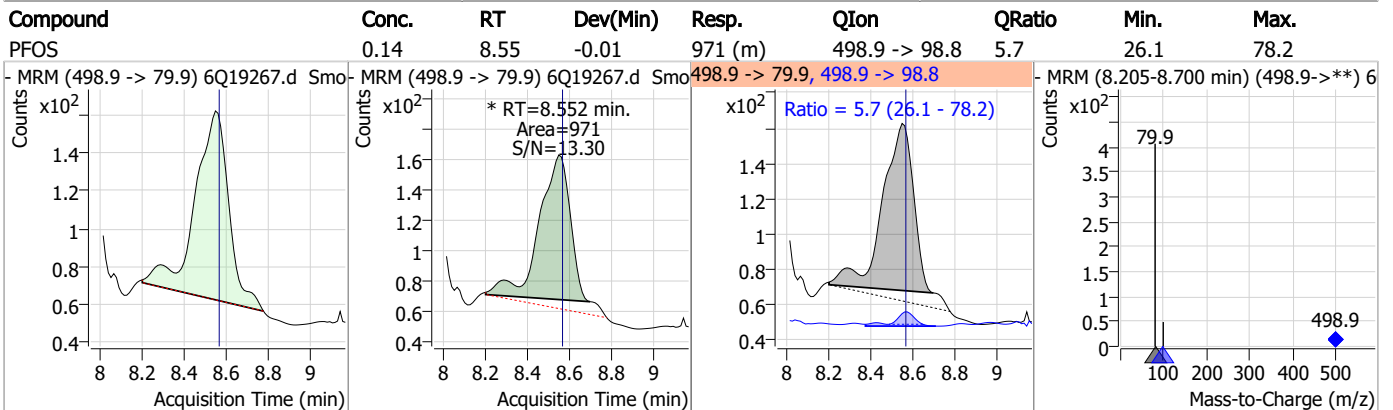 Compound Conc. RT Dev(Min) Resp. QIon QRatio Min. Max.
PFOS 0.14 8.55 -0.01 971 (m) 498.9 -> 98.8 5.7 26.1 78.2
- MRM (498.9 -> 79.9) 6Q19267.d Smo
Counts
x10²
1.4
1.2
1
0.8
0.6
0.4
8 8.2 8.4 8.6 8.8 9
Acquisition Time (min)
- MRM (498.9 -> 79.9) 6Q19267.d Smo
Counts
x10²
* RT=8.552 min.
Area=971
S/N=13.30
1.6
1.4
1.2
1
0.8
0.6
0.4
8 8.2 8.4 8.6 8.8 9
Acquisition Time (min)
498.9 -> 79.9, 498.9 -> 98.8
Counts
x10²
Ratio = 5.7 (26.1 - 78.2)
1.4
1.2
1
0.8
0.6
0.4
8 8.2 8.4 8.6 8.8 9
Acquisition Time (min)
- MRM (8.205-8.700 min) (498.9->**) 6
Counts
x10²
79.9
4
3.5
3
2.5
2
1.5
1
0.5
0
498.9
100 200 300 400 500
Mass-to-Charge (m/z)